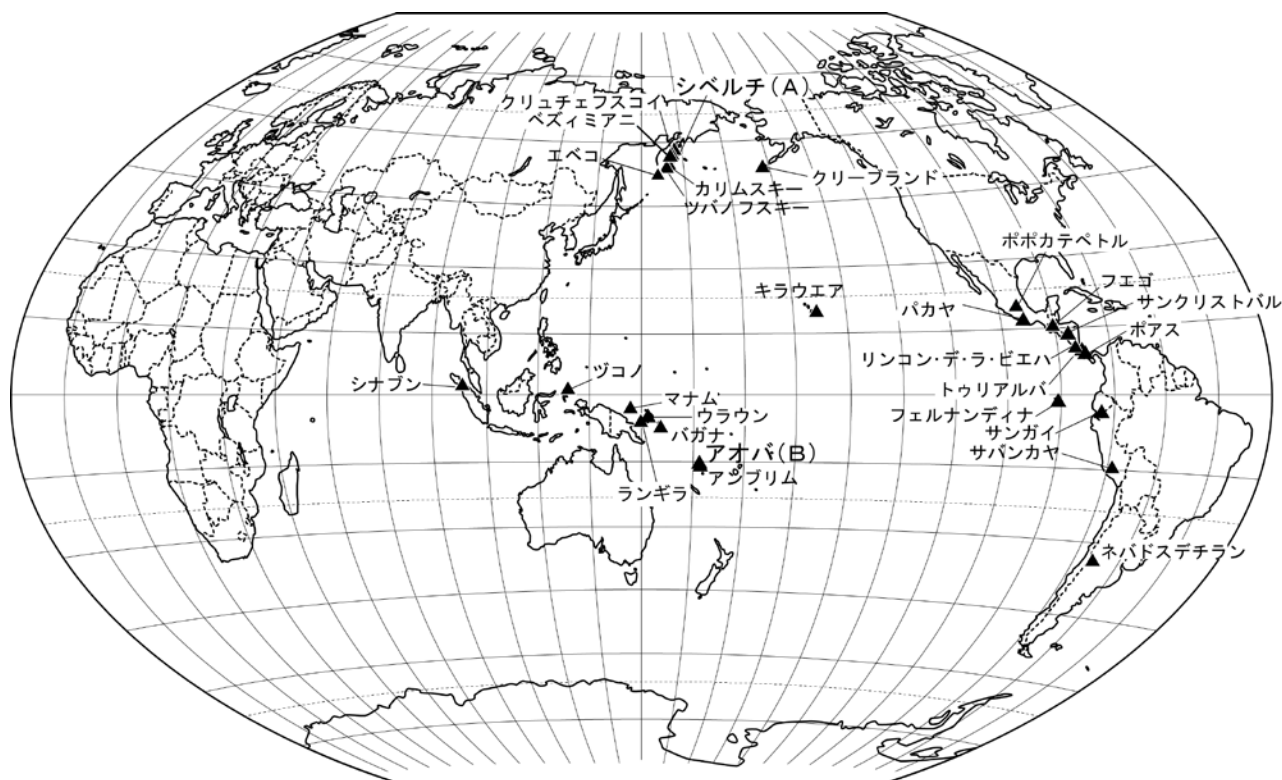 シベルチ(A)
クリュチェフスコイ
ベズィミアニ
エベコ
カリムスキー
ヅパノフスキー
クリーブランド
ポポカテペトル
フエゴ
サンクリストバル
キラウエア
パカヤ
ポアス
リンコン・デ・ラ・ビエハ
トゥリアルバ
フェルナンディナ
サンガイ
サバンカヤ
シナブン
ヅコノ
マナム
ウラウン
バガナ
アオバ(B)
アンブリム
ランギラ
ネバドスデチラン